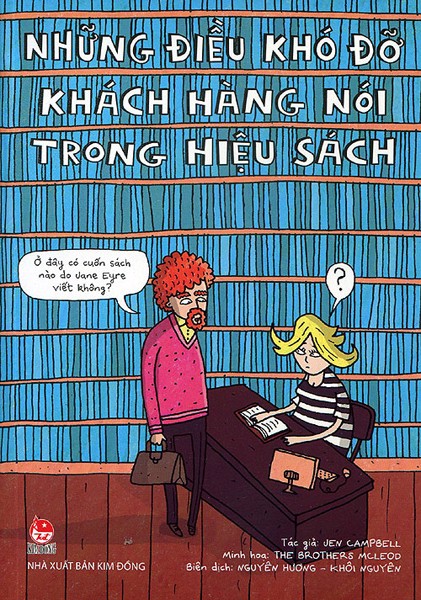 NHỮNG ĐIỀU KHÓ ĐỠ
KHÁCH HÀNG NÓI
TRONG HIỆU SÁCH
Ở đây có cuốn sách
nào do Jane Eyre
viết không?
?
Tác giả: JEN CAMPBELL
Minh họa: THE BROTHERS MCLEOD
Biên dịch: NGUYÊN HƯƠNG – KHÔI NGUYÊN
NHÀ XUẤT BẢN KIM ĐỒNG